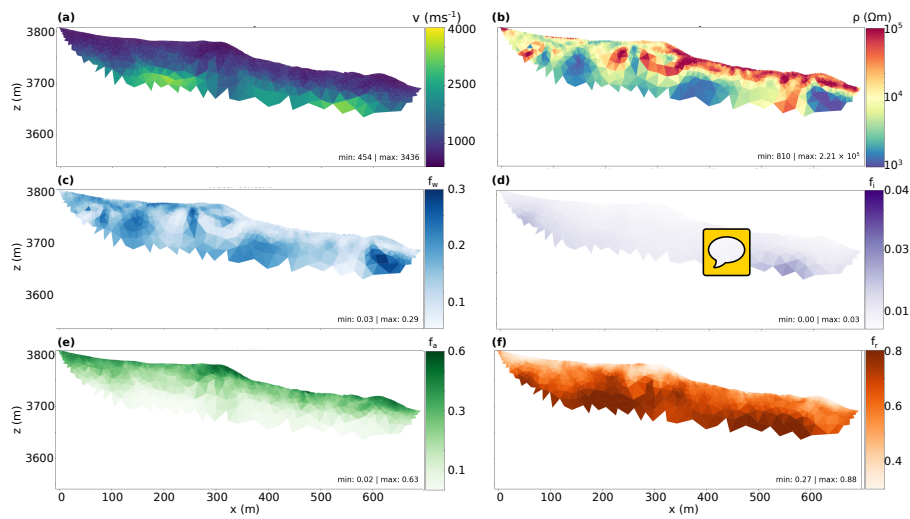 (a) v (ms⁻¹)
3800
3700
3600
z (m)
4000
2500
1000
min: 454 | max: 3436
(b) ρ (Ωm)
10⁵
10⁴
10³
min: 810 | max: 2.21 × 10⁵
(c) f_w
3800
3700
3600
z (m)
0.3
0.2
0.1
min: 0.03 | max: 0.29
(d) f_i
0.04
0.03
0.01
min: 0.00 | max: 0.03
(e) f_a
3800
3700
3600
z (m)
0.6
0.3
0.1
min: 0.02 | max: 0.63
0 100 200 300 400 500 600
x (m)
(f) f_r
0.8
0.6
0.4
min: 0.27 | max: 0.88
0 100 200 300 400 500 600
x (m)